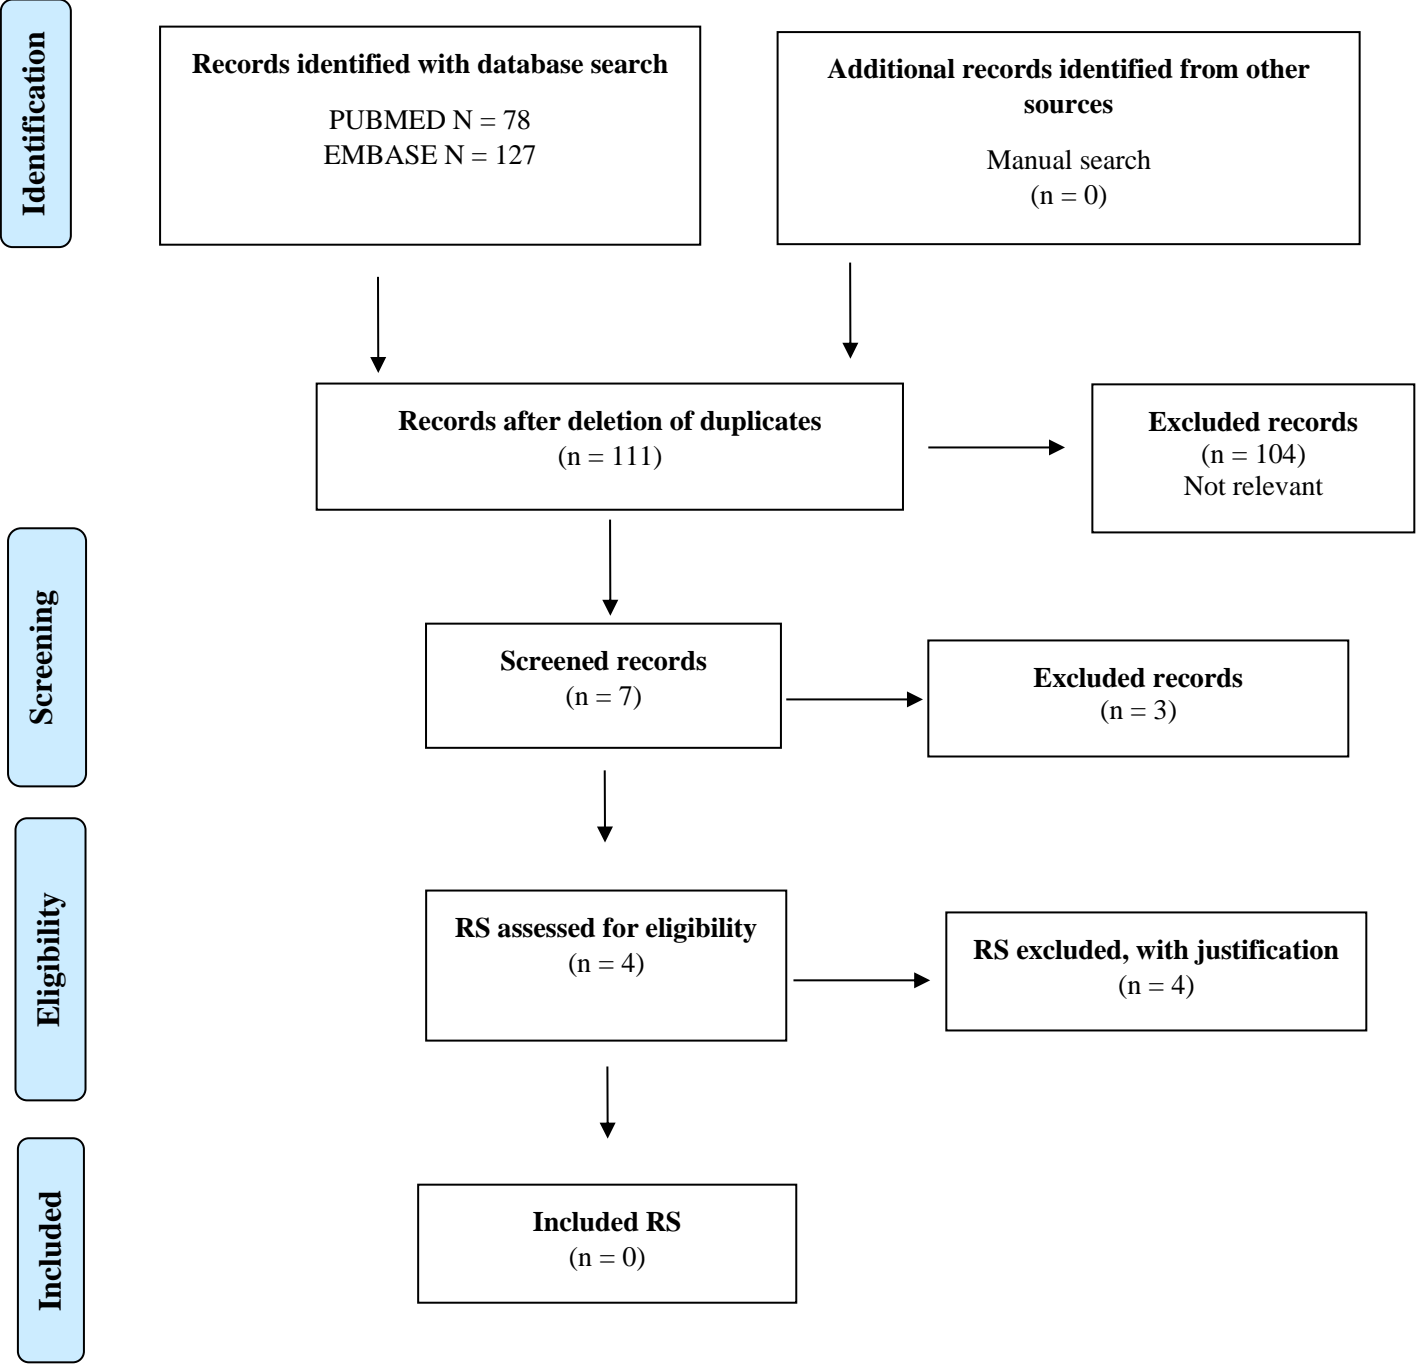 Identification
Records identified with database search
PUBMED N = 78
EMBASE N = 127
Additional records identified from other
sources
Manual search
(n = 0)
Records after deletion of duplicates
(n = 111)
Excluded records
(n = 104)
Not relevant
Screening
Screened records
(n = 7)
Excluded records
(n = 3)
Eligibility
RS assessed for eligibility
(n = 4)
RS excluded, with justification
(n = 4)
Included
Included RS
(n = 0)